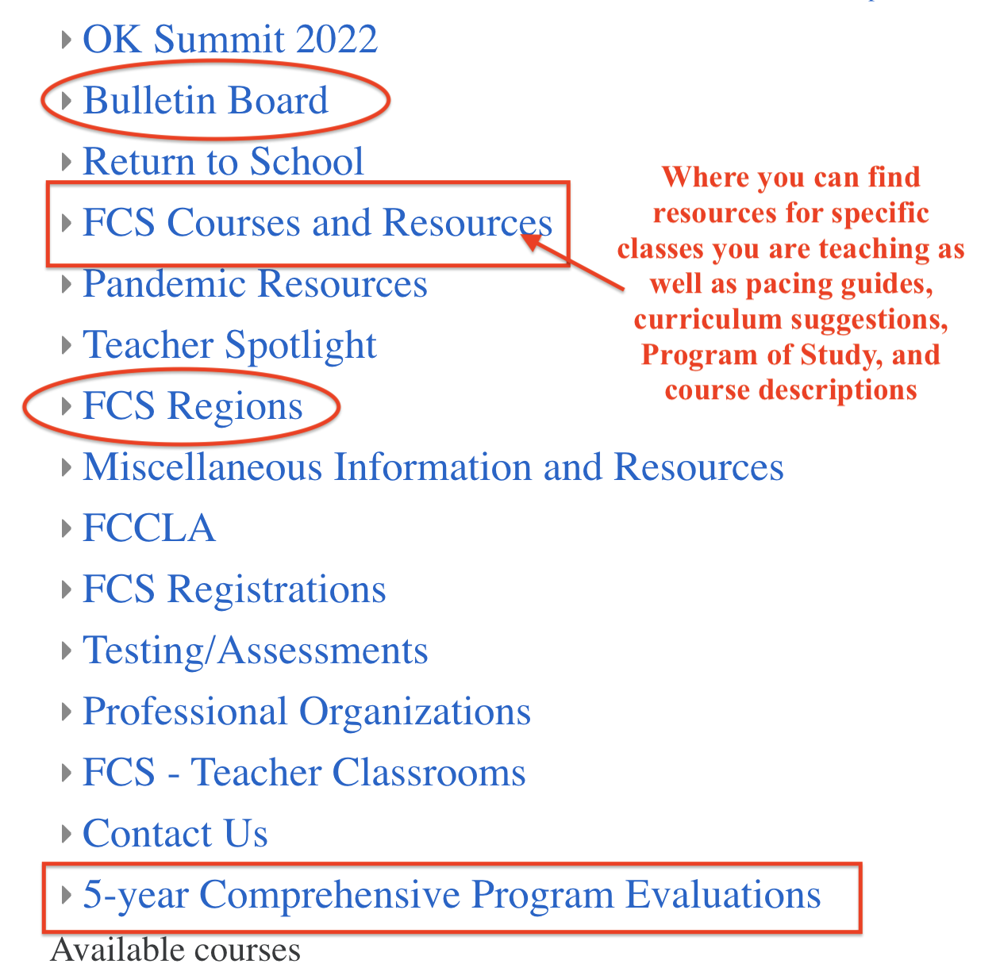 OK Summit 2022
Bulletin Board
Return to School
FCS Courses and Resources
Where you can find
resources for specific
classes you are teaching as
well as pacing guides,
curriculum suggestions,
Program of Study, and
course descriptions
Pandemic Resources
Teacher Spotlight
FCS Regions
Miscellaneous Information and Resources
FCCLA
FCS Registrations
Testing/Assessments
Professional Organizations
FCS - Teacher Classrooms
Contact Us
5-year Comprehensive Program Evaluations
Available courses